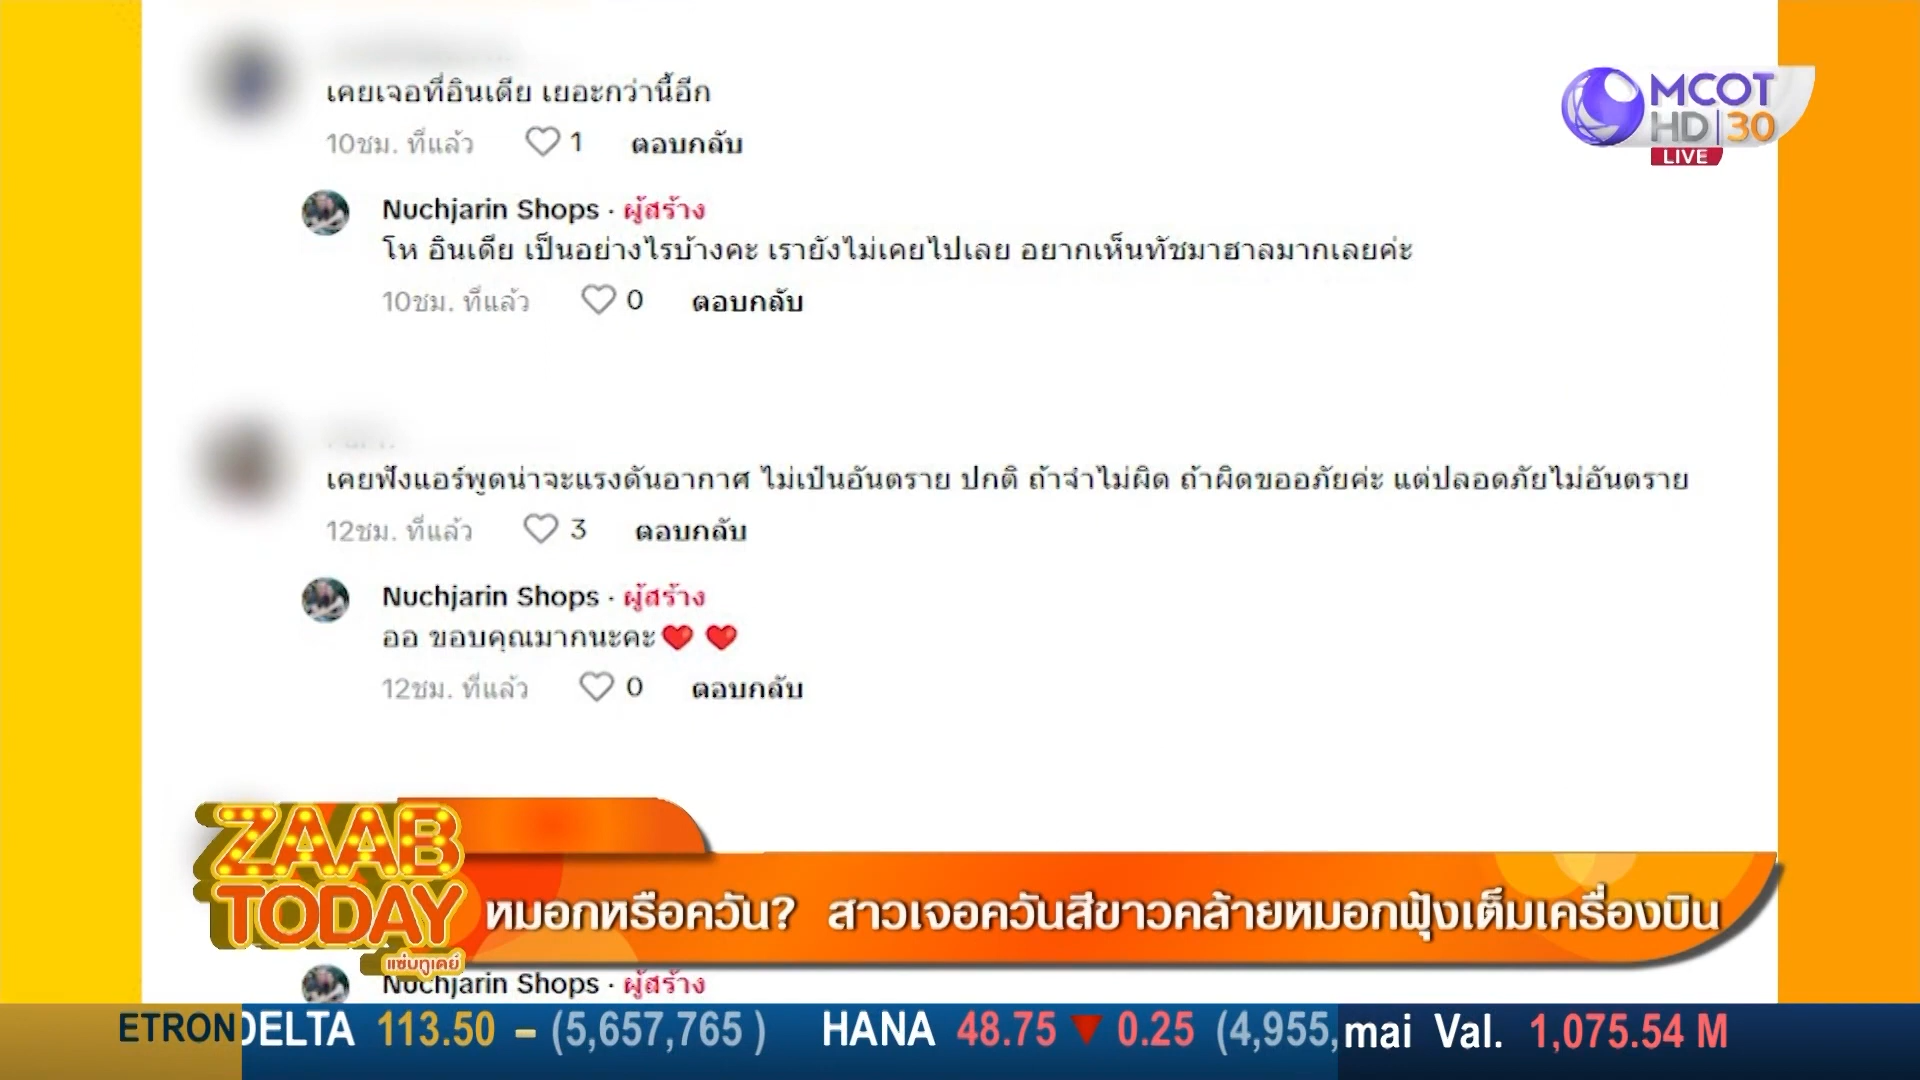 เคยเจอที่อินเดีย เยอะกว่านี้อีก
10ชม. ที่แล้ว 1 ตอบกลับ
MCOT
HD 30
LIVE
Nuchjarin Shops · ผู้สร้าง
โห อินเดีย เป็นอย่างไรบ้างคะ เรายังไม่เคยไปเลย อยากเห็นทัชมาฮาลมากเลยค่ะ
10ชม. ที่แล้ว 0 ตอบกลับ
เคยฟังแอร์พูดน่าจะแรงดันอากาศ ไม่เป็นอันตราย ปกติ ถ้าจำไม่ผิด ถ้าผิดขออภัยค่ะ แต่ปลอดภัยไม่อันตราย
12ชม. ที่แล้ว 3 ตอบกลับ
Nuchjarin Shops · ผู้สร้าง
ออ ขอบคุณมากนะคะ❤️ ❤️
12ชม. ที่แล้ว 0 ตอบกลับ
ZAAB
TODAY
แซ่บทูเดย์
หมอกหรือควัน? สาวเจอควันสีขาวคล้ายหมอกฟุ้งเต็มเครื่องบิน
Nuchjarin Shops · ผู้สร้าง
ETRON DELTA 113.50 – (5,657,765 ) HANA 48.75 ▼ 0.25 (4,955, mai Val. 1,075.54 M